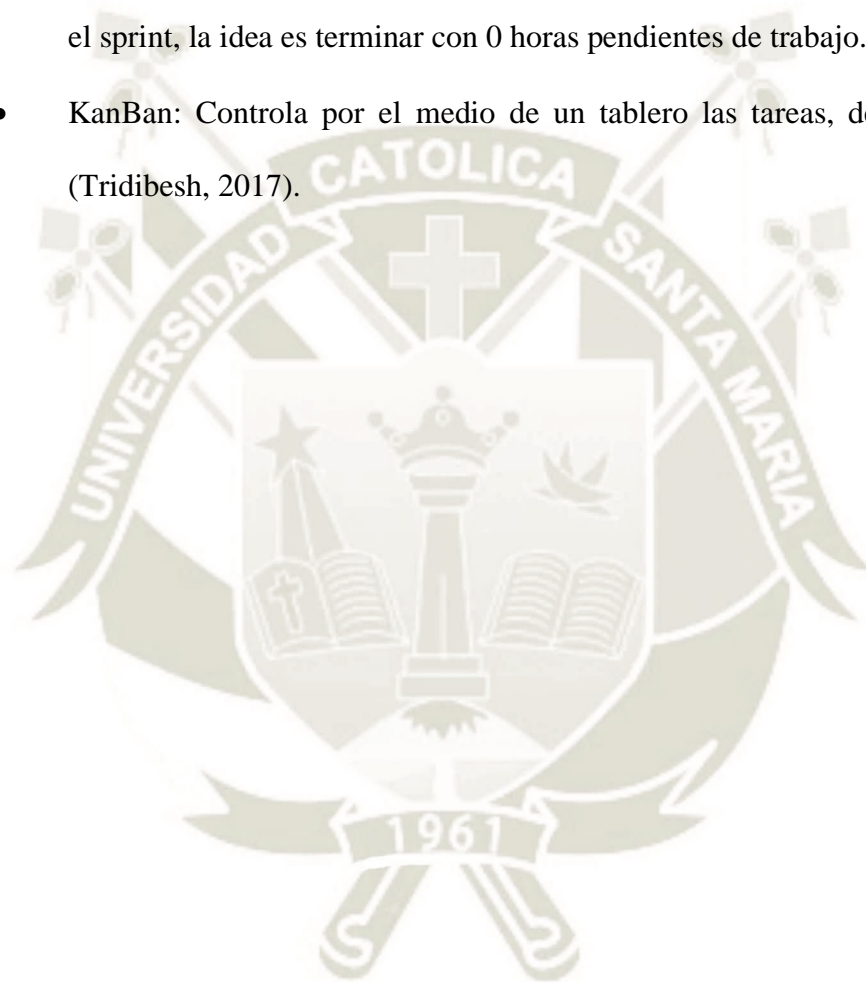 el sprint, la idea es terminar con 0 horas pendientes de trabajo.
• KanBan: Controla por el medio de un tablero las tareas,
(Tridibesh, 2017).
UNIVERSIDAD CATOLICA SANTA MARIA
1961